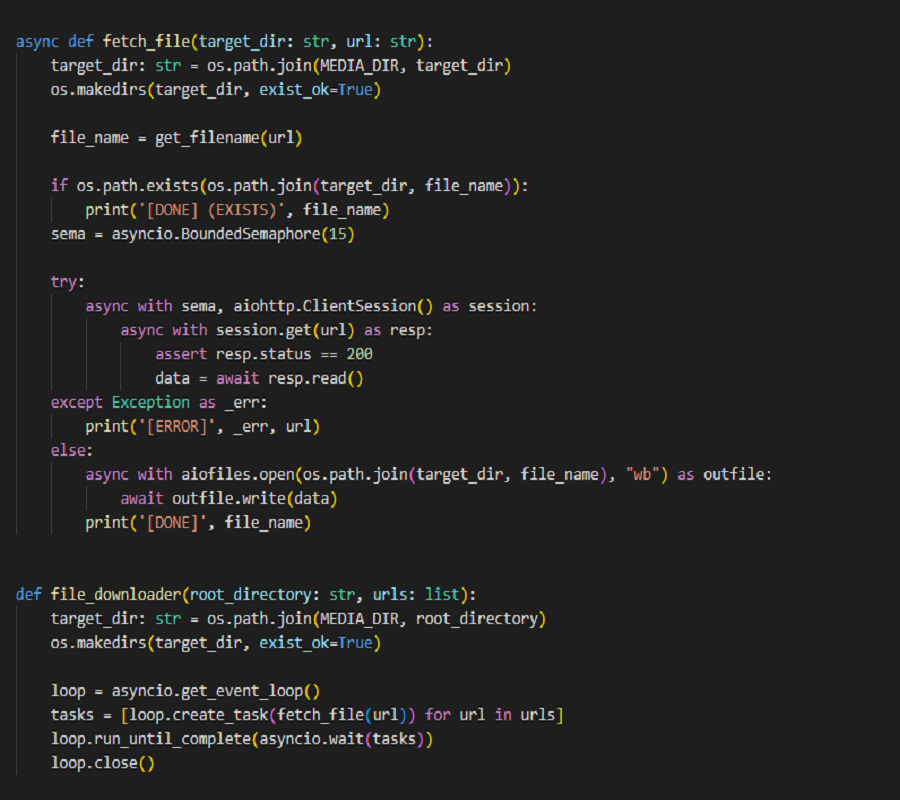 async def fetch_file(target_dir: str, url: str):
    target_dir: str = os.path.join(MEDIA_DIR, target_dir)
    os.makedirs(target_dir, exist_ok=True)

    file_name = get_filename(url)

    if os.path.exists(os.path.join(target_dir, file_name)):
        print('[DONE] (EXISTS)', file_name)
    sema = asyncio.BoundedSemaphore(15)

    try:
        async with sema, aiohttp.ClientSession() as session:
            async with session.get(url) as resp:
                assert resp.status == 200
                data = await resp.read()
    except Exception as _err:
        print('[ERROR]', _err, url)
    else:
        async with aiofiles.open(os.path.join(target_dir, file_name), "wb") as outfile:
            await outfile.write(data)
        print('[DONE]', file_name)


def file_downloader(root_directory: str, urls: list):
    target_dir: str = os.path.join(MEDIA_DIR, root_directory)
    os.makedirs(target_dir, exist_ok=True)

    loop = asyncio.get_event_loop()
    tasks = [loop.create_task(fetch_file(url)) for url in urls]
    loop.run_until_complete(asyncio.wait(tasks))
    loop.close()